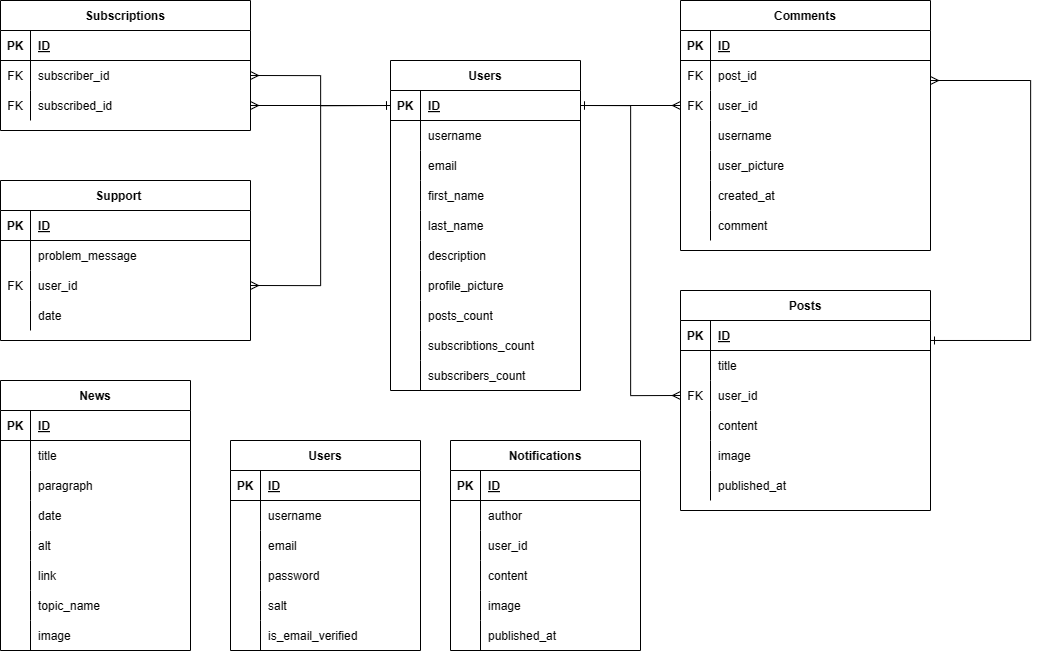 Subscriptions
PK ID
FK subscriber_id
FK subscribed_id
Support
PK ID
problem_message
FK user_id
date
Users
PK ID
username
email
first_name
last_name
description
profile_picture
posts_count
subscribtions_count
subscribers_count
Comments
PK ID
FK post_id
FK user_id
username
user_picture
created_at
comment
Posts
PK ID
title
FK user_id
content
image
published_at
News
PK ID
title
paragraph
date
alt
link
topic_name
image
Users
PK ID
username
email
password
salt
is_email_verified
Notifications
PK ID
author
user_id
content
image
published_at